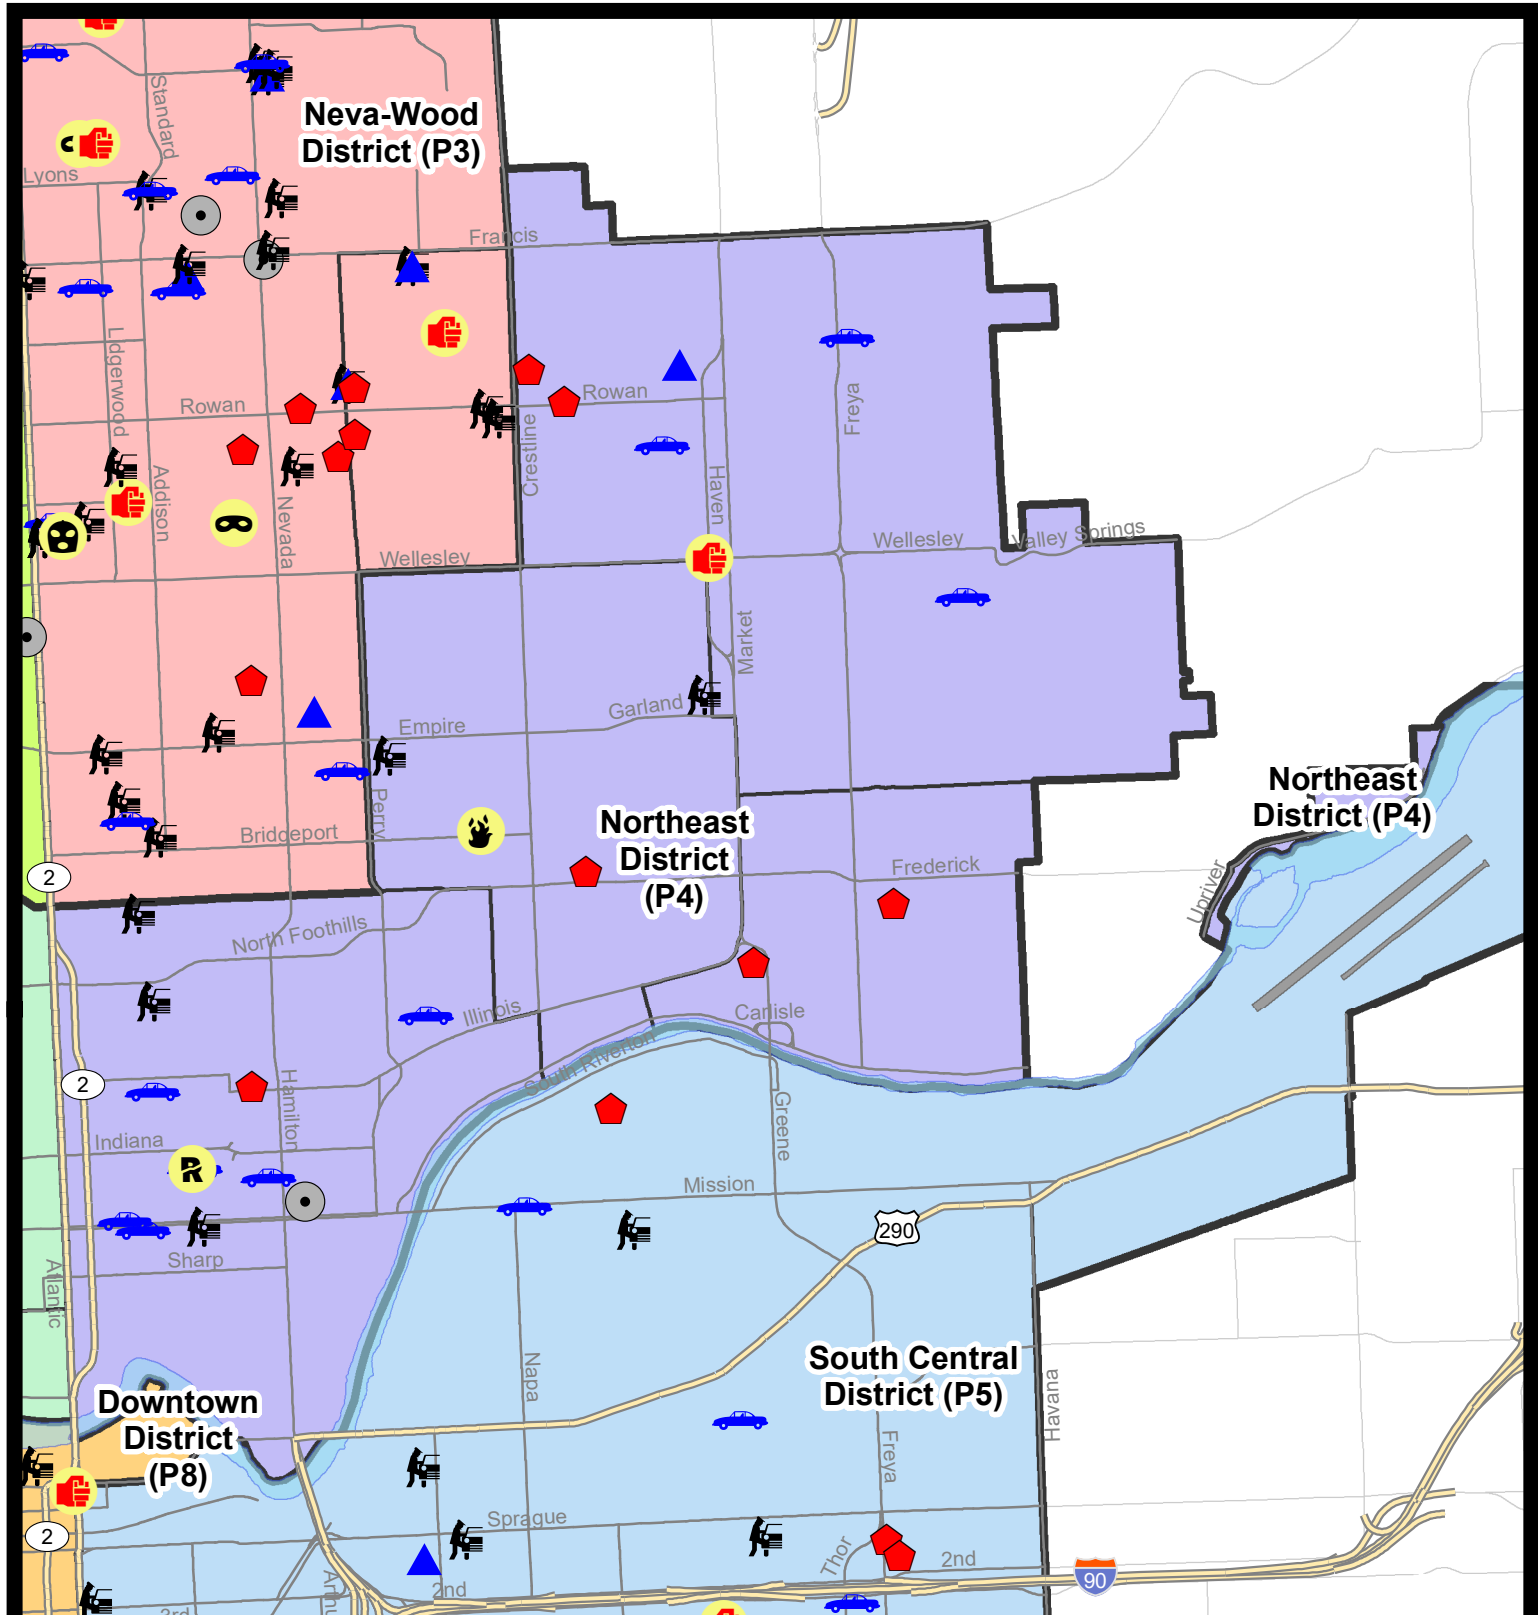 Standard
Neva-Wood
District (P3)
Lyons
Francis
Lidgerwood
Rowan
Rowan
Freya
Crestline
Addison
Haven
Nevada
Wellesley
Wellesley
Valley Springs
Market
Garland
Empire
Perry
Bridgeport
Northeast
District
(P4)
Northeast
District (P4)
Frederick
2
Upriver
North Foothills
Illinois
Carlisle
South Riverton
2
Hamilton
Greene
Indiana
R
Mission
290
Sharp
Atlantic
Napa
South Central
District (P5)
Havana
Downtown
District
(P8)
Freya
Sprague
2
Thor
2nd
2nd
90
3rd